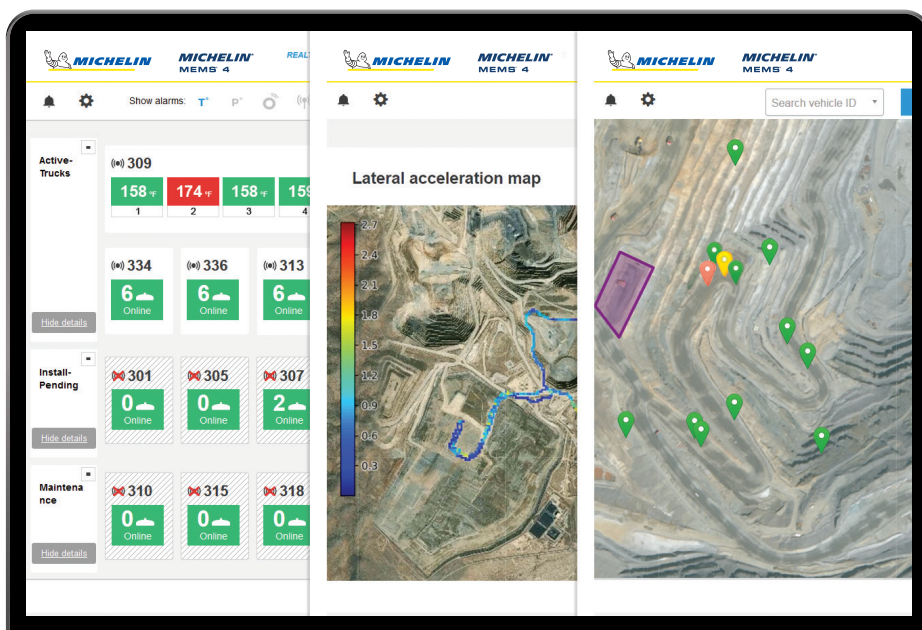 MICHELIN
MICHELIN
MEMS 4
REALT
Show alarms: T° P°
Active-
Trucks
309
158 °F
174 °F
158 °F
159
1
2
3
4
334
336
313
6
6
6
Online
Online
Online
Hide details
Install-
Pending
301
305
307
0
0
2
Online
Online
Online
Hide details
Maintena
nce
310
315
318
0
0
0
Online
Online
Online
Hide details
MICHELIN
MICHELIN
MEMS 4
Lateral acceleration map
2.7
2.4
2.1
1.8
1.5
1.2
0.9
0.6
0.3
MICHELIN
MICHELIN
MEMS 4
Search vehicle ID